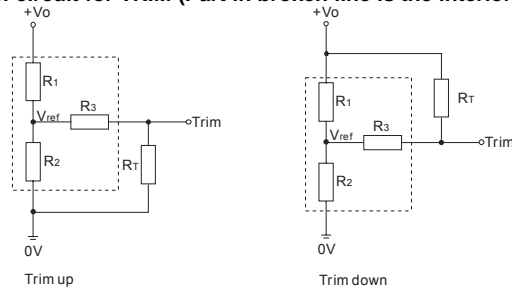 circuit for TRIM (Part in broken line is the
+Vo
R1
Vref
R3
Trim
R2
RT
0V
Trim up
+Vo
R1
RT
Vref
R3
Trim
R2
0V
Trim down